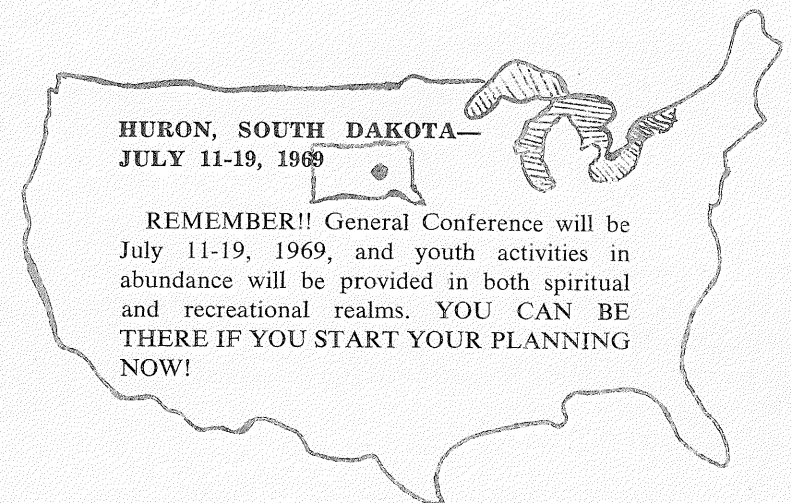 HURON, SOUTH DAKOTA—
JULY 11-19, 1969
REMEMBER!! General Conference will be
July 11-19, 1969, and youth activities in
abundance will be provided in both spiritual
and recreational realms. YOU CAN BE
THERE IF YOU START YOUR PLANNING
NOW!